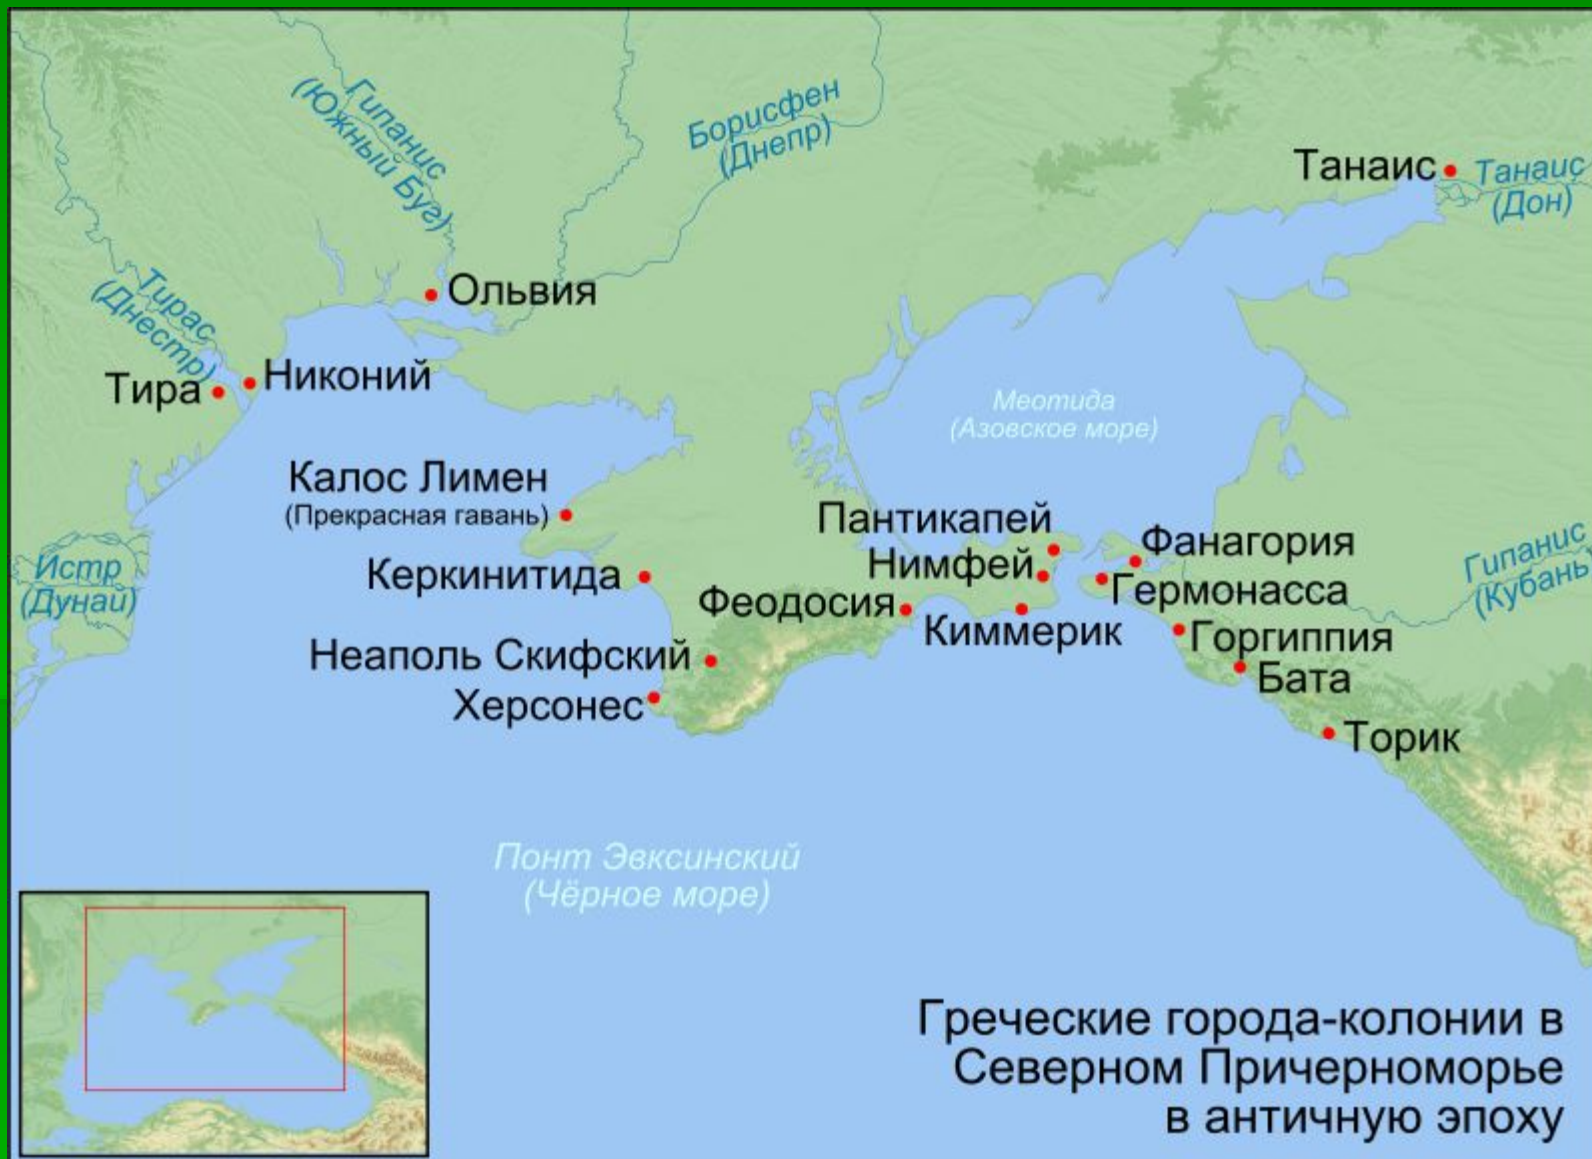 Гипанис
(Южный Буг)
Борисфен
(Днепр)
Танаис
Танаис
(Дон)
Тирас
(Днестр)
Ольвия
Никоний
Тира
Меотида
(Азовское море)
Калос Лимен
(Прекрасная гавань)
Пантикапей
Фанагория
Истр
(Дунай)
Керкинитида
Нимфей
Гермонасса
Гипанис
(Кубань
Феодосия
Киммерик
Горгиппия
Неаполь Скифский
Бата
Херсонес
Торик
Понт Эвксинский
(Чёрное море)
Греческие города-колонии в
Северном Причерноморье
в античную эпоху